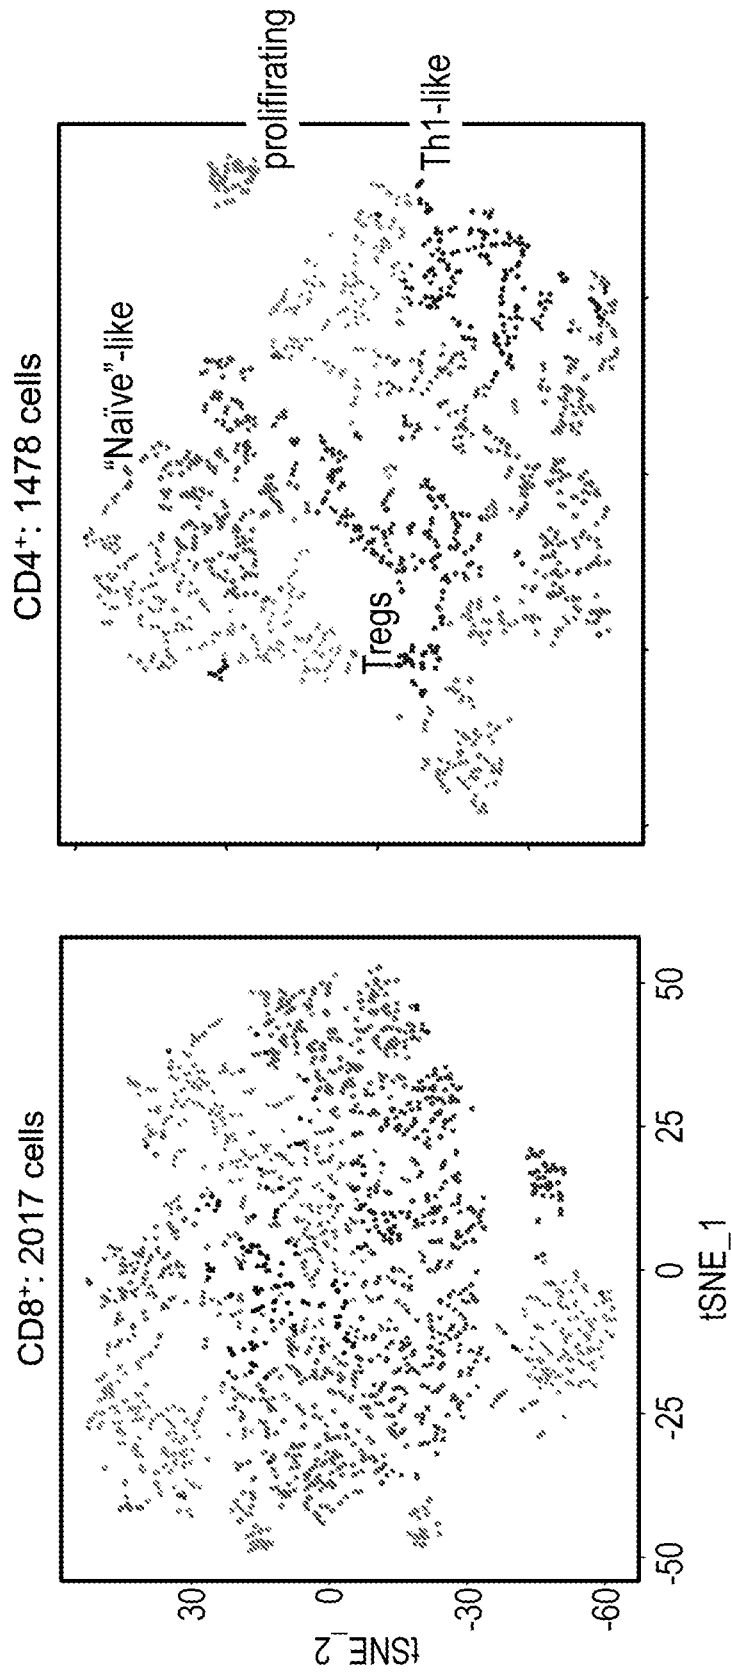 CD8⁺: 2017 cells
30
0
-30
-60
tSNE_2
-50
-25
0
25
50
tSNE_1
CD4⁺: 1478 cells
"Naïve"-like
prolifirating
Tregs
Th1-like